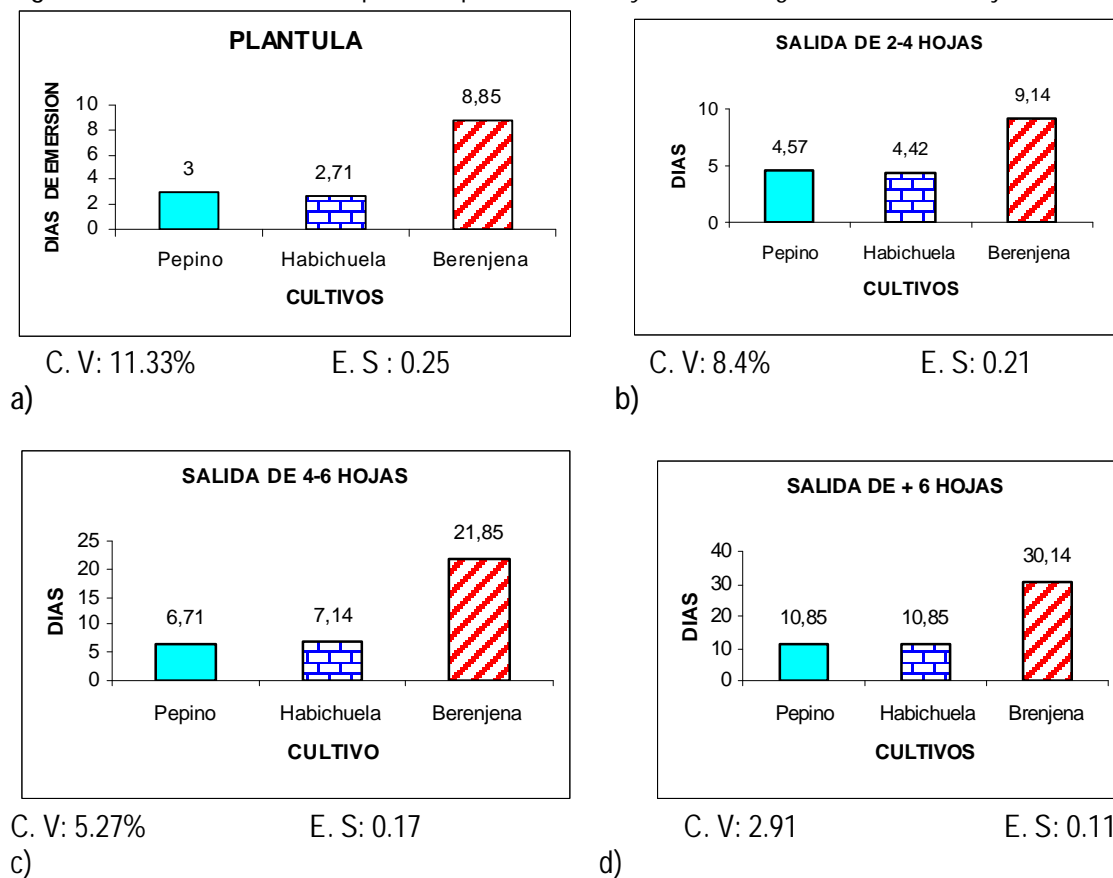 PLANTULA
DIAS DE EMERSION
10
8
6
4
2
0
3
2,71
8,85
Pepino Habichuela Berenjena
CULTIVOS
C. V: 11.33% E. S : 0.25
a)
SALIDA DE 2-4 HOJAS
DIAS
10
5
0
4,57
4,42
9,14
Pepino Habichuela Berenjena
CULTIVOS
C. V: 8.4% E. S: 0.21
b)
SALIDA DE 4-6 HOJAS
DIAS
25
20
15
10
5
0
6,71
7,14
21,85
Pepino Habichuela Berenjena
CULTIVO
C. V: 5.27% E. S: 0.17
c)
SALIDA DE + 6 HOJAS
DIAS
40
30
20
10
0
10,85
10,85
30,14
Pepino Habichuela Brenjena
CULTIVOS
C. V: 2.91 E. S: 0.11
d)